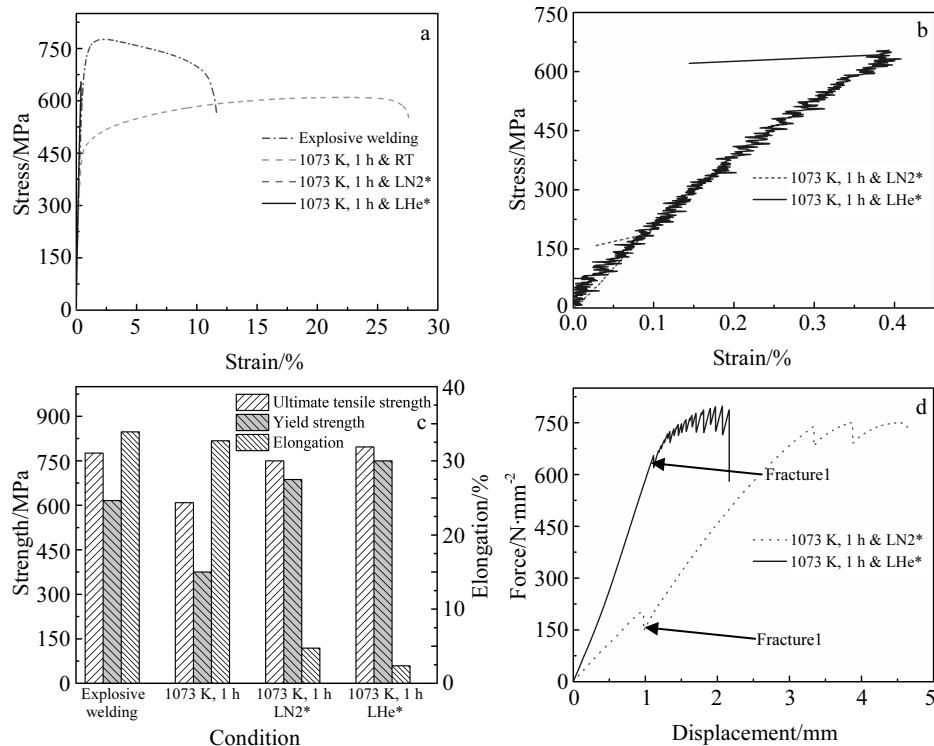 a
Stress/MPa
750
600
450
300
150
0
Explosive welding
1073 K, 1 h & RT
1073 K, 1 h & LN2*
1073 K, 1 h & LHe*
0 5 10 15 20 25 30
Strain/%
b
Stress/MPa
750
600
450
300
150
0
1073 K, 1 h & LN2*
1073 K, 1 h & LHe*
0.0 0.1 0.2 0.3 0.4
Strain/%
c
Strength/MPa
900
750
600
450
300
150
0
Ultimate tensile strength
Yield strength
Elongation
40
30
20
10
0
Elongation/%
Explosive welding
1073 K, 1 h
1073 K, 1 h LN2*
1073 K, 1 h LHe*
Condition
d
Force/N·mm-2
750
600
450
300
150
0
Fracture1
1073 K, 1 h & LN2*
1073 K, 1 h & LHe*
Fracture1
0 1 2 3 4 5
Displacement/mm